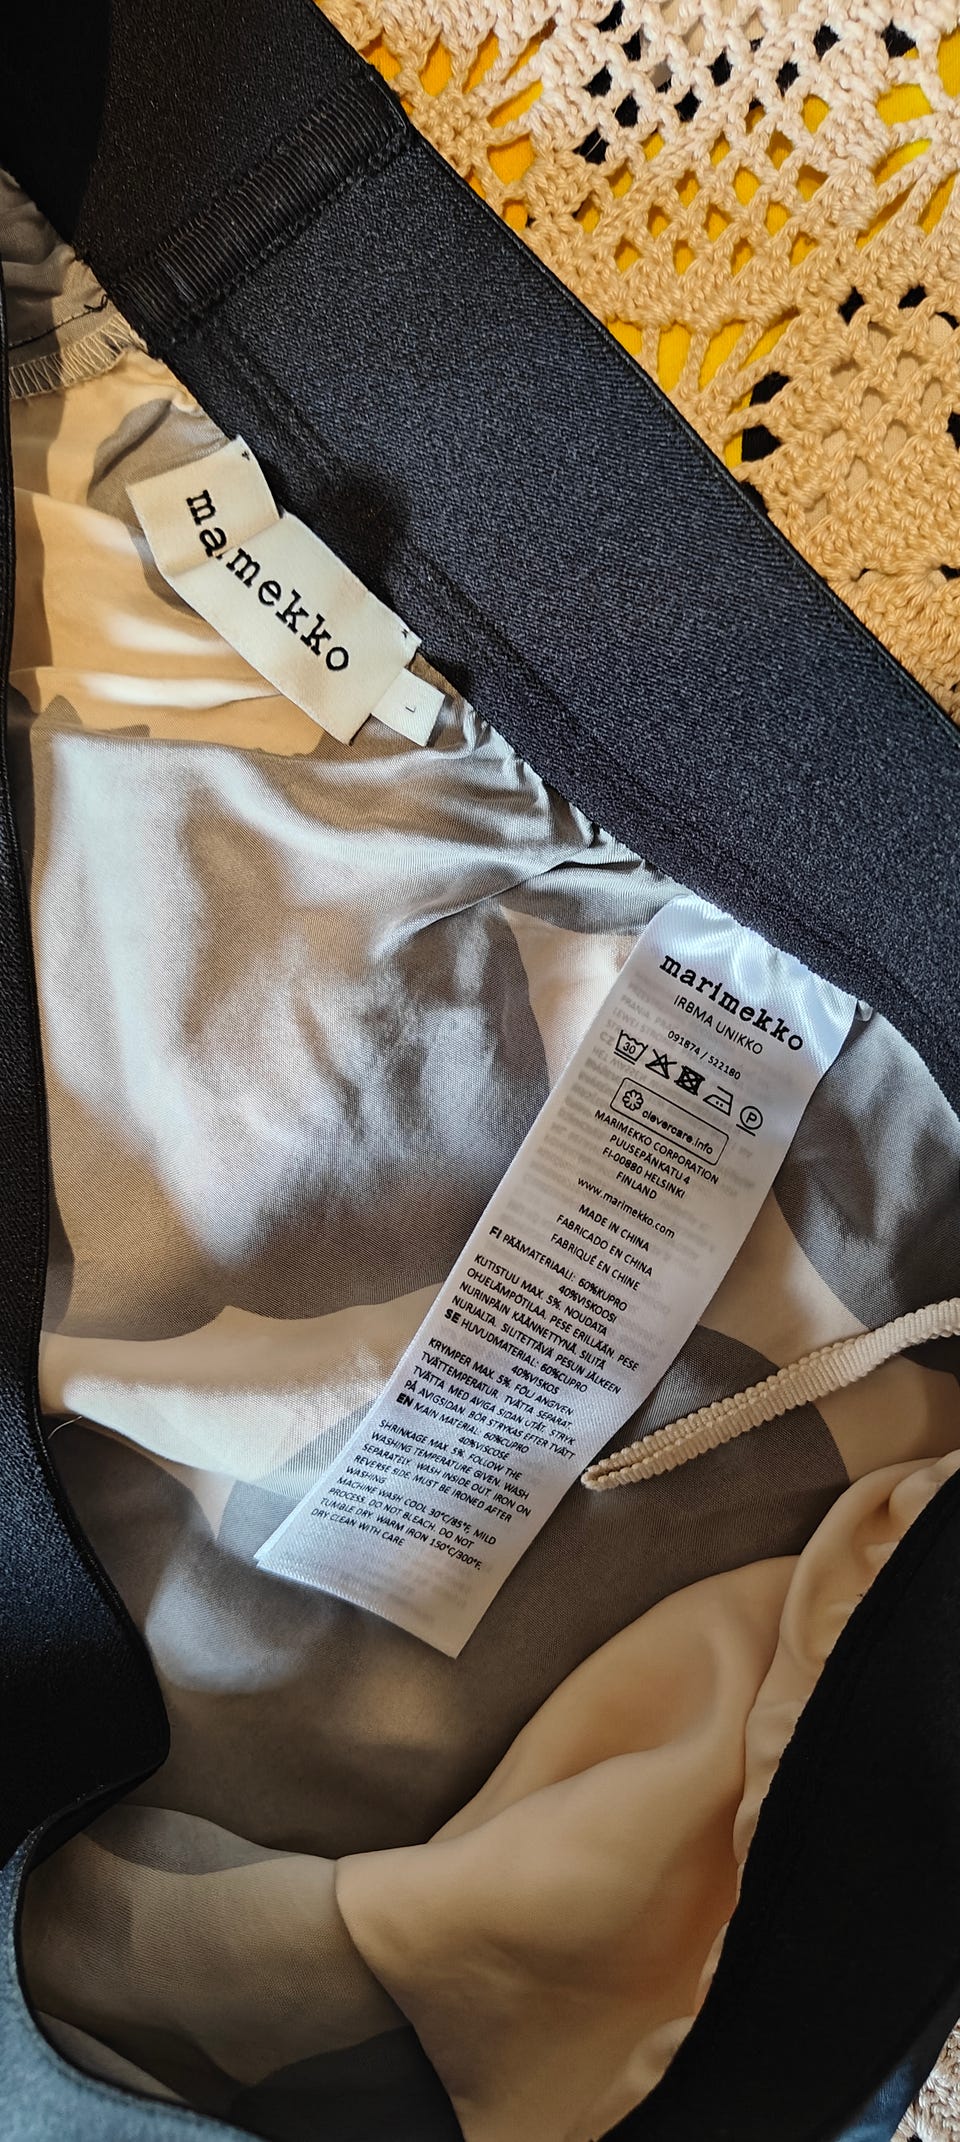 mamekko
L
marimekko
IRBMA UNIKKO
091874 / 522180
30
P
clevercare.info
MARIMEKKO CORPORATION
PUUSEPÄNKATU 4
FI-00880 HELSINKI
FINLAND
www.marimekko.com
MADE IN CHINA
FABRICADO EN CHINA
FABRIQUÉ EN CHINE
FI PÄÄMATERIAALI: 60%KUPRO
40%VISKOOSI
KUTISTUU MAX. 5%. NOUDATA
OHJELÄMPÖTILAA. PESE ERILLÄÄN. PESE
NURINPÄIN KÄÄNNETTYNÄ. SILITÄ
NURJALTA. SILITETTÄVÄ PESUN JÄLKEEN
SE HUVUDMATERIAL: 60%CUPRO
40%VISKOS
KRYMPER MAX. 5%. FÖLJ ANGIVEN
TVÄTTEMPERATUR. TVÄTTA SEPARAT.
TVÄTTA MED AVIGA SIDAN UTÅT. STRYK
PÅ AVIGSIDAN. BÖR STRYKAS EFTER TVÄTT
EN MAIN MATERIAL: 60%CUPRO
40%VISCOSE
SHRINKAGE MAX. 5%. FOLLOW THE
WASHING TEMPERATURE GIVEN. WASH
SEPARATELY. WASH INSIDE OUT. IRON ON
REVERSE SIDE. MUST BE IRONED AFTER
WASHING
MACHINE WASH COOL 30°C/85°F, MILD
PROCESS. DO NOT BLEACH. DO NOT
TUMBLE DRY. WARM IRON 150°C/300°F.
DRY CLEAN WITH CARE